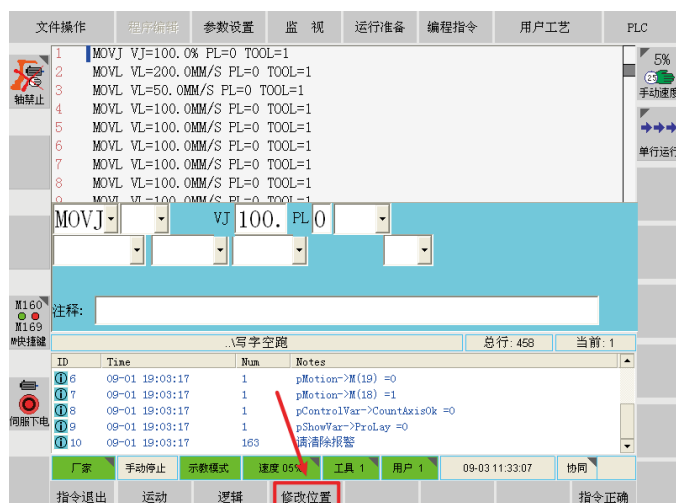 文件操作 程序编辑 参数设置 监 视 运行准备 编程指令 用户工艺 PLC
1 MOVJ VJ=100.0% PL=0 TOOL=1
2 MOVL VL=200.0MM/S PL=0 TOOL=1
3 MOVL VL=50.0MM/S PL=0 TOOL=1
4 MOVL VL=100.0MM/S PL=0 TOOL=1
5 MOVL VL=100.0MM/S PL=0 TOOL=1
6 MOVL VL=100.0MM/S PL=0 TOOL=1
7 MOVL VL=100.0MM/S PL=0 TOOL=1
8 MOVL VL=100.0MM/S PL=0 TOOL=1
9 MOVL VL=100.0MM/S PL=0 TOOL=1
轴禁止
5%
25
手动速度
单行运行
MOVJ VJ 100. PL 0
M160
M169
M快捷键
注释:
..\写字空跑 总行: 458 当前: 1
ID Time Num Notes
6 09-01 19:03:17 1 pMotion->M(19) =0
7 09-01 19:03:17 1 pMotion->M(18) =1
8 09-01 19:03:17 1 pControlVar->CountAxisOk =0
9 09-01 19:03:17 1 pShowVar->ProLay =0
10 09-01 19:03:17 163 请清除报警
伺服下电
厂家 手动停止 示教模式 速度 05% 工具 1 用户 1 09-03 11:33:07 协同
指令退出 运动 逻辑 修改位置 指令正确